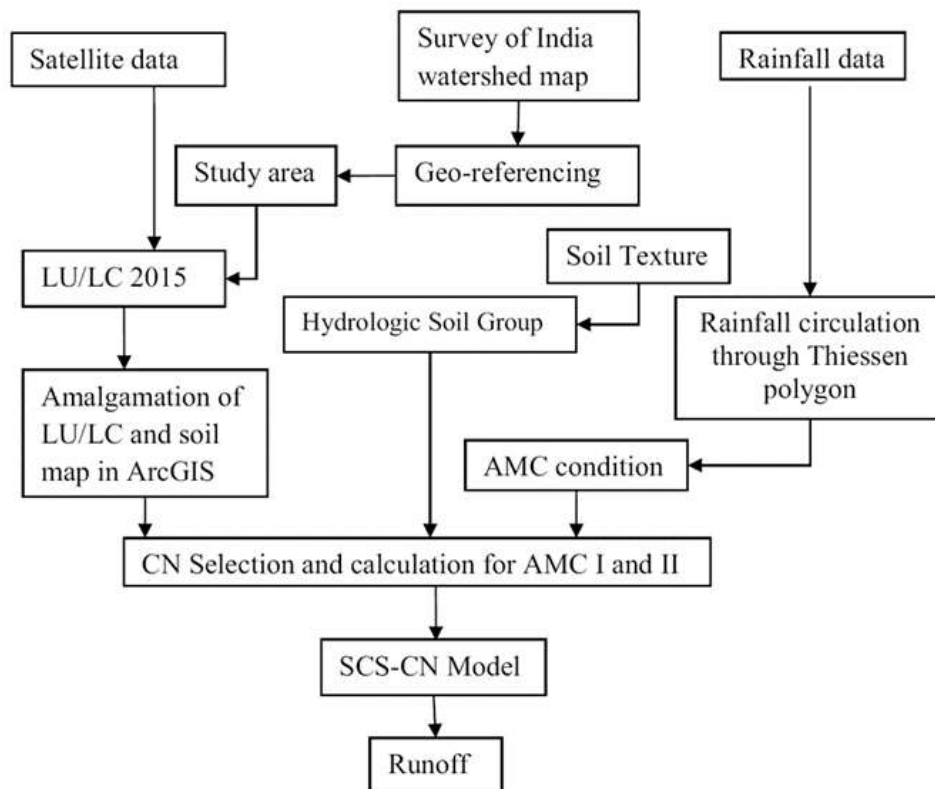 Satellite data
Survey of India
watershed map
Rainfall data
Study area
Geo-referencing
Soil Texture
LU/LC 2015
Hydrologic Soil Group
Rainfall circulation
through Thiessen
polygon
Amalgamation of
LU/LC and soil
map in ArcGIS
AMC condition
CN Selection and calculation for AMC I and II
SCS-CN Model
Runoff